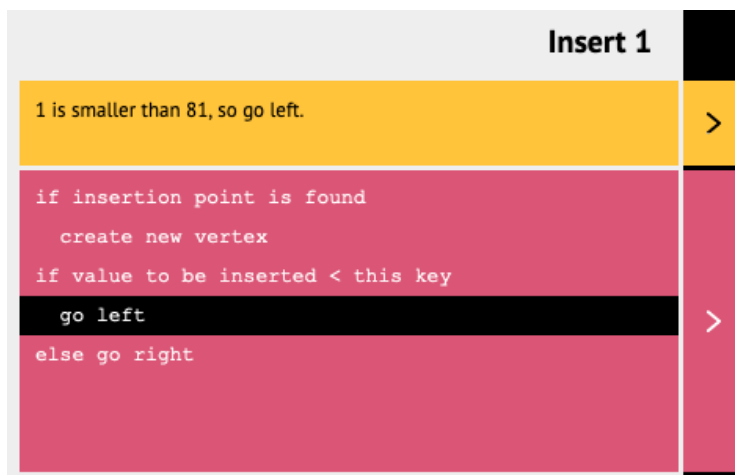 Insert 1
1 is smaller than 81, so go left.
if insertion point is found
create new vertex
if value to be inserted < this key
go left
else go right